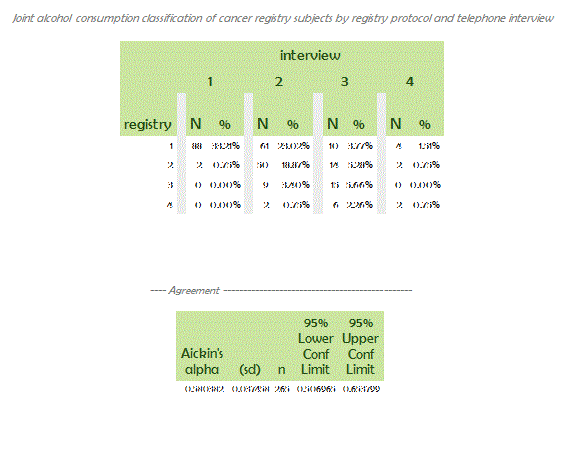 Joint alcohol consumption classification of cancer registry subjects by registry protocol and telephone interview
interview
1 2 3 4
registry N % N % N % N %
1 88 33.21% 61 23.02% 10 3.77% 4 1.51%
2 2 0.75% 50 18.87% 14 5.28% 2 0.75%
3 0 0.00% 9 3.40% 15 5.66% 0 0.00%
4 0 0.00% 2 0.75% 6 2.26% 2 0.75%
---- Agreement ------------------------------------------------
95% 95%
Lower Upper
Aickin's Conf Conf
alpha (sd) n Limit Limit
0.580382 0.037458 265 0.506965 0.653799